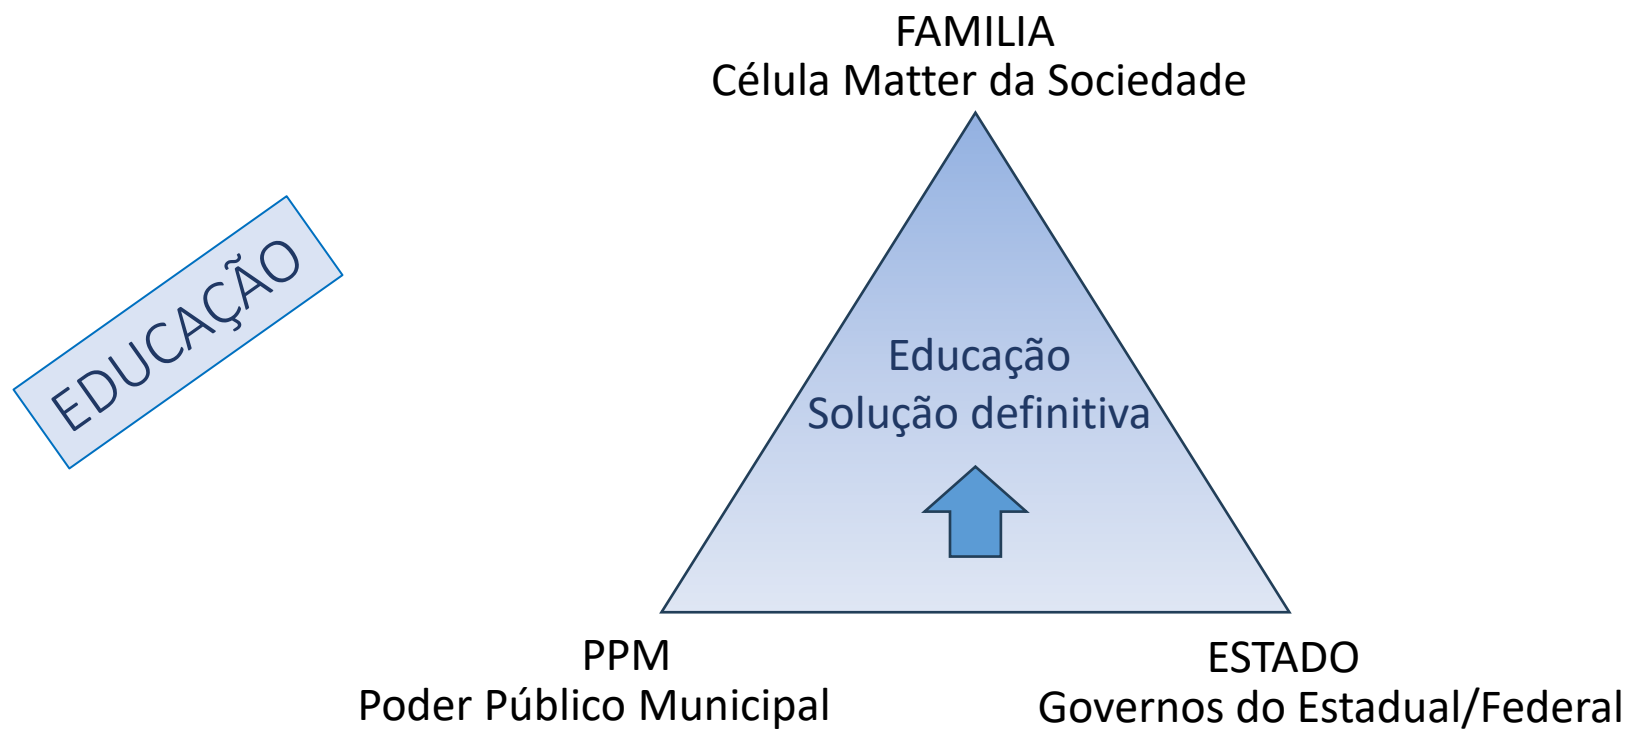 FAMILIA
Célula Matter da Sociedade
EDUCAÇÃO
Educação
Solução definitiva
PPM
Poder Público Municipal
ESTADO
Governos do Estadual/Federal